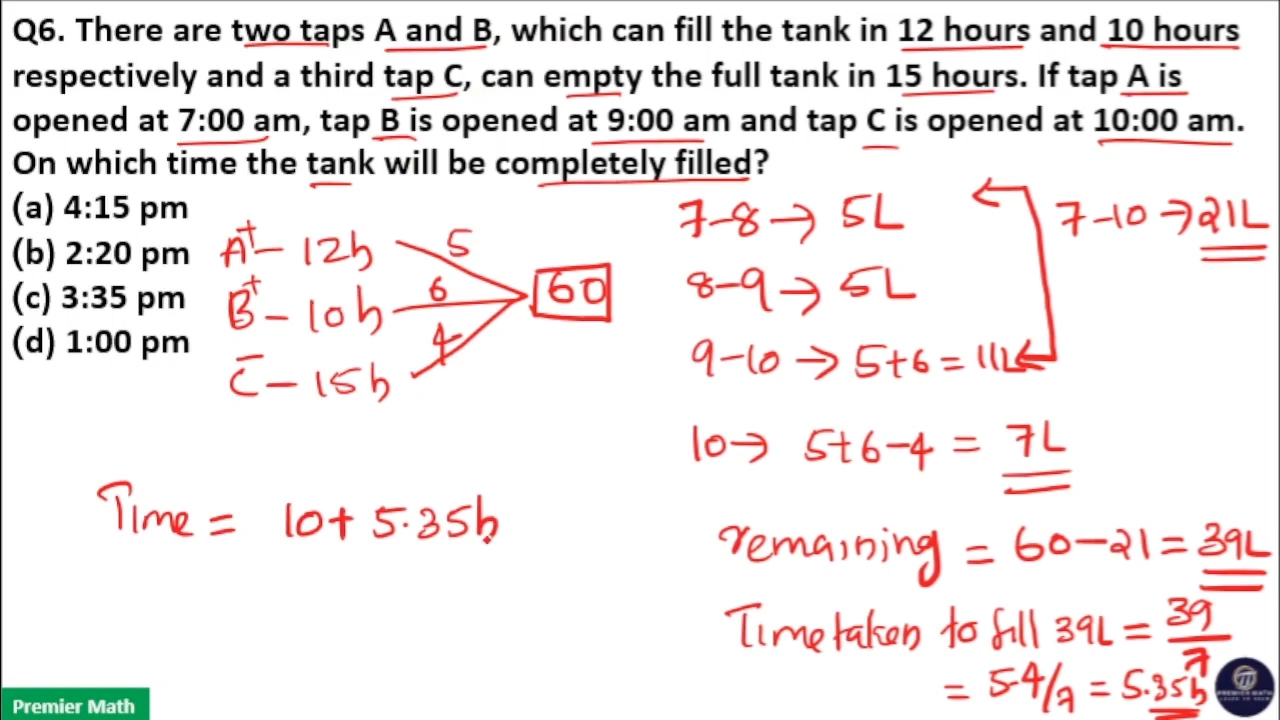 Q6. There are two taps A and B, which can fill the tank in 12 hours and 10 hours
respectively and a third tap C, can empty the full tank in 15 hours. If tap A is
opened at 7:00 am, tap B is opened at 9:00 am and tap C is opened at 10:00 am.
On which time the tank will be completely filled?
(a) 4:15 pm
(b) 2:20 pm
(c) 3:35 pm
(d) 1:00 pm
A+ – 12h 5
B+ – 10h 6 60
C– – 15h 4
7–8 → 5L
8–9 → 5L
9–10 → 5+6 = 11L
7–10 → 21L
10 → 5+6–4 = 7L
remaining = 60–21 = 39L
Time taken to fill 39L = 39/7
= 5 4/7 = 5.35h
Time = 10+ 5.35h
Premier Math
PREMIER MATH